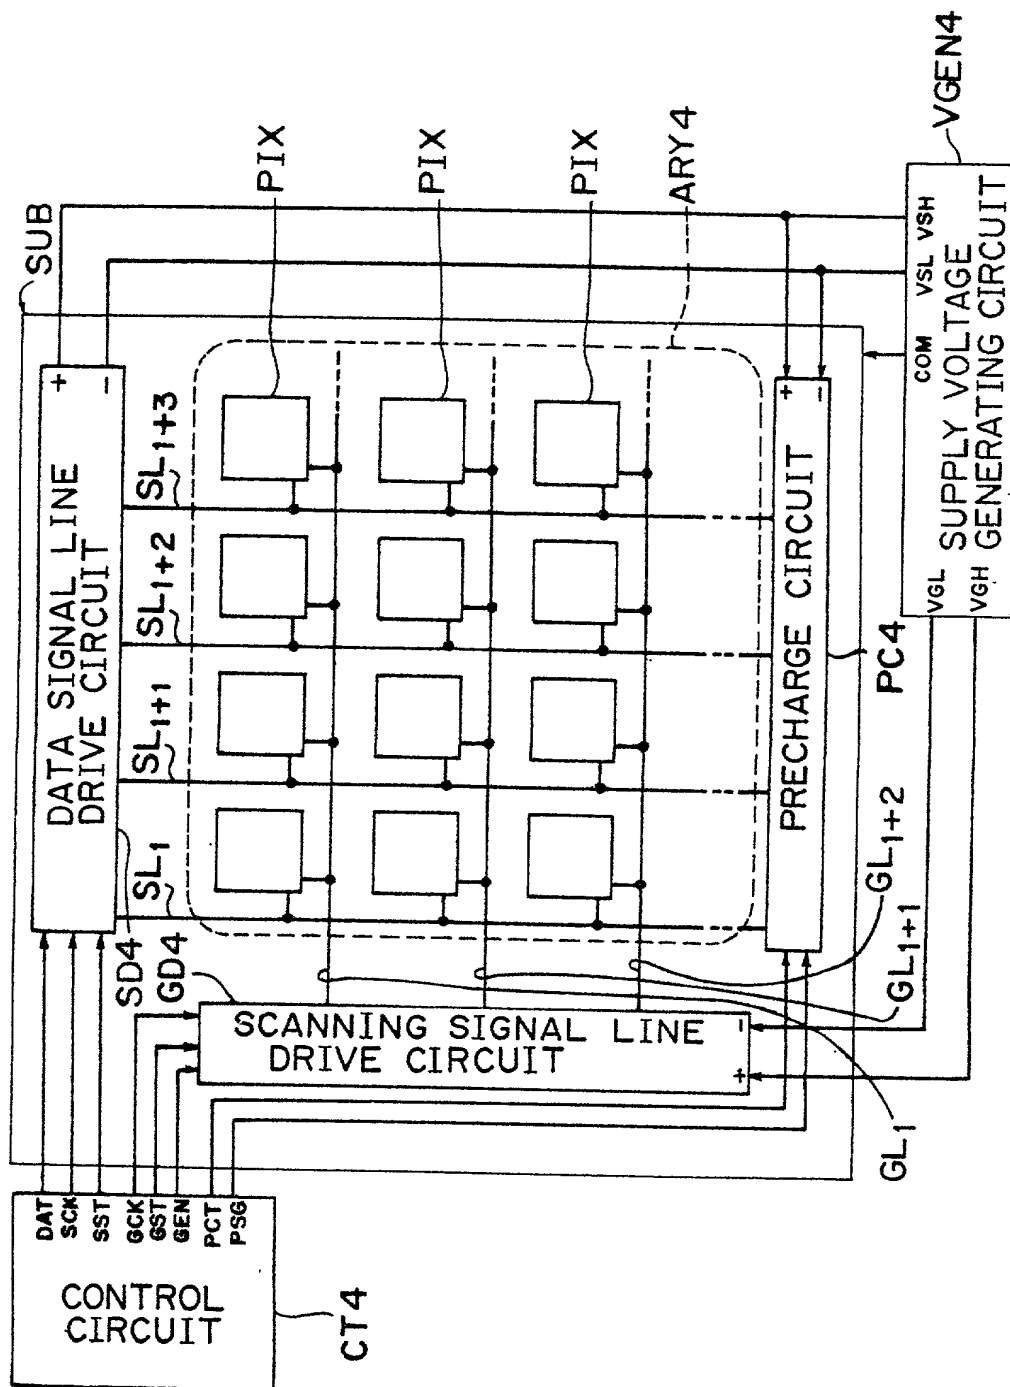 SUB
DATA SIGNAL LINE
DRIVE CIRCUIT
+
−
SD4
GD4
SL1
SL1+1
SL1+2
SL1+3
PIX
PIX
PIX
ARY4
CONTROL
CIRCUIT
CT4
DAT
SCK
SST
GCK
GST
GEN
PCT
PSG
SCANNING SIGNAL LINE
DRIVE CIRCUIT
−
+
GL1
GL1+1
GL1+2
PRECHARGE CIRCUIT
+
−
PC4
COM
VSL
VSH
VGL
VGH
SUPPLY VOLTAGE
GENERATING CIRCUIT
VGEN4